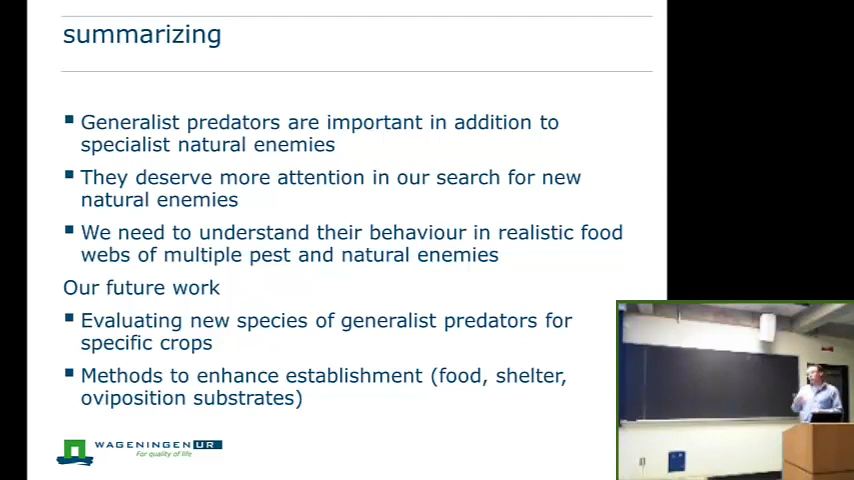 summarizing
Generalist predators are important in addition to
specialist natural enemies
They deserve more attention in our search for new
natural enemies
We need to understand their behaviour in realistic food
webs of multiple pest and natural enemies
Our future work
Evaluating new species of generalist predators for
specific crops
Methods to enhance establishment (food, shelter,
oviposition substrates)
WAGENINGEN UR
For quality of life